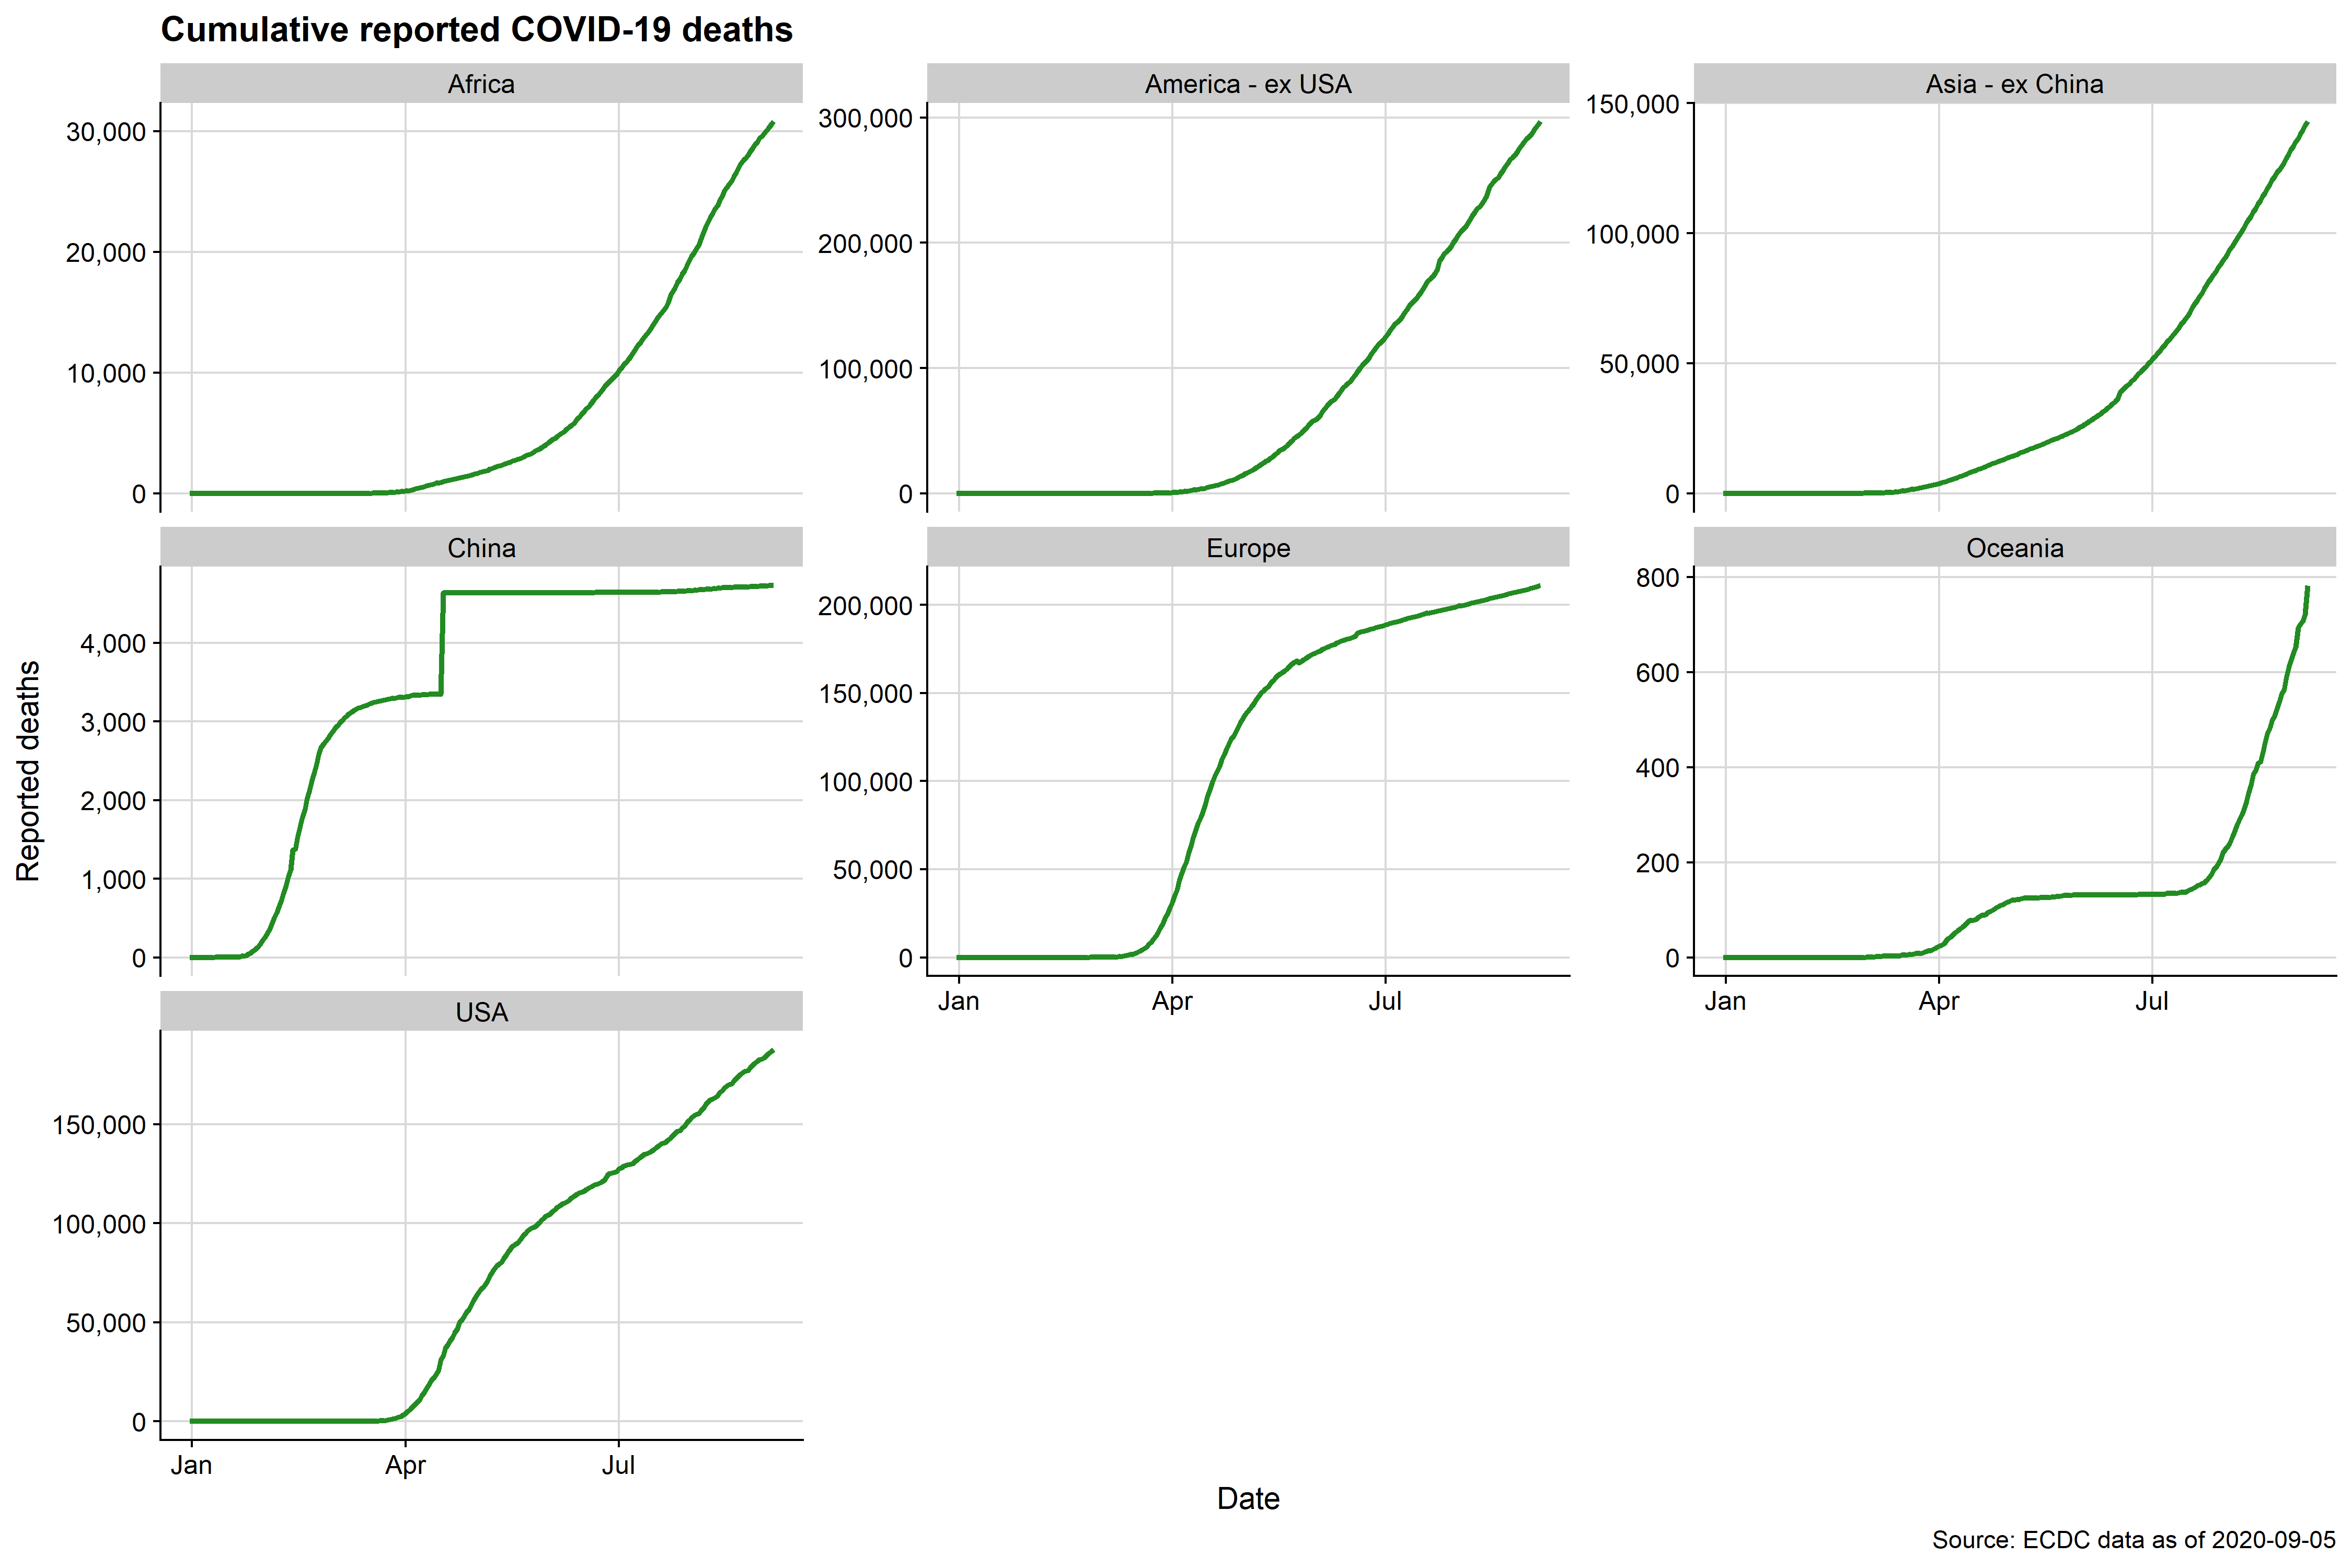 Cumulative reported COVID-19 deaths
Africa
30,000
20,000
10,000
0
America - ex USA
300,000
200,000
100,000
0
Asia - ex China
150,000
100,000
50,000
0
China
4,000
3,000
2,000
1,000
0
Europe
200,000
150,000
100,000
50,000
0
Jan Apr Jul
Oceania
800
600
400
200
0
Jan Apr Jul
USA
150,000
100,000
50,000
0
Jan Apr Jul
Reported deaths
Date
Source: ECDC data as of 2020-09-05